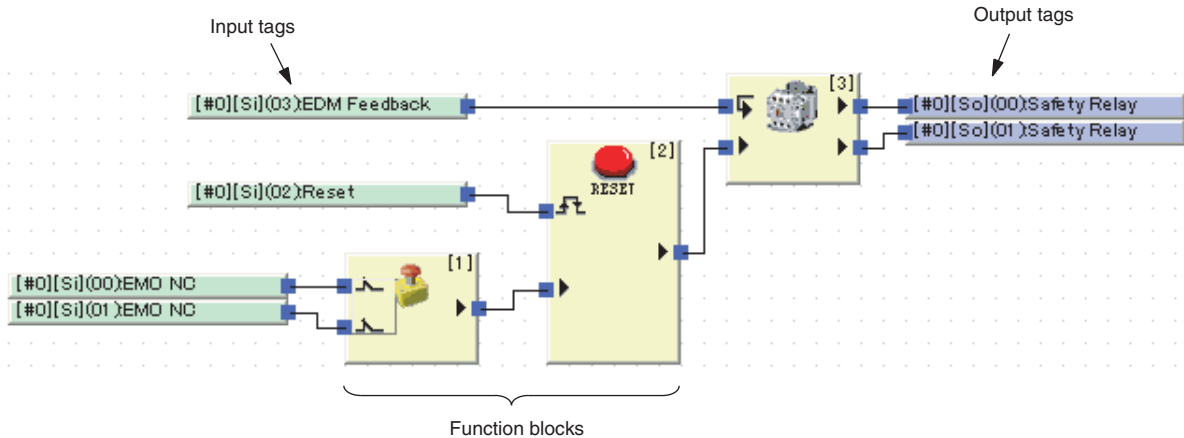 Input tags
Output tags
[3]
[#0][Si](03):EDM Feedback
[#0][So](00):Safety Relay
[#0][So](01):Safety Relay
[2]
RESET
[#0][Si](02):Reset
[1]
[#0][Si](00):EMO NC
[#0][Si](01):EMO NC
Function blocks